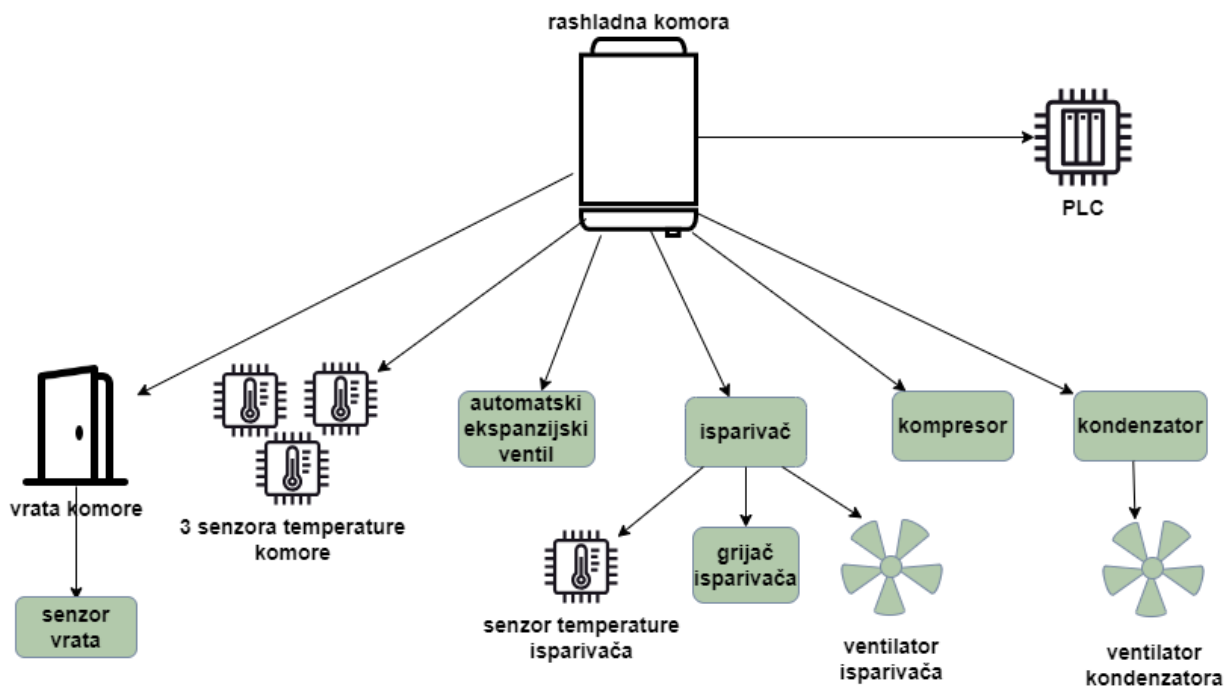 rashladna komora
PLC
automatski
ekspanzijski
ventil
isparivač
kompresor
kondenzator
vrata komore
3 senzora temperature
komore
grijač
isparivača
senzor
vrata
senzor temperature
isparivača
ventilator
isparivača
ventilator
kondenzatora